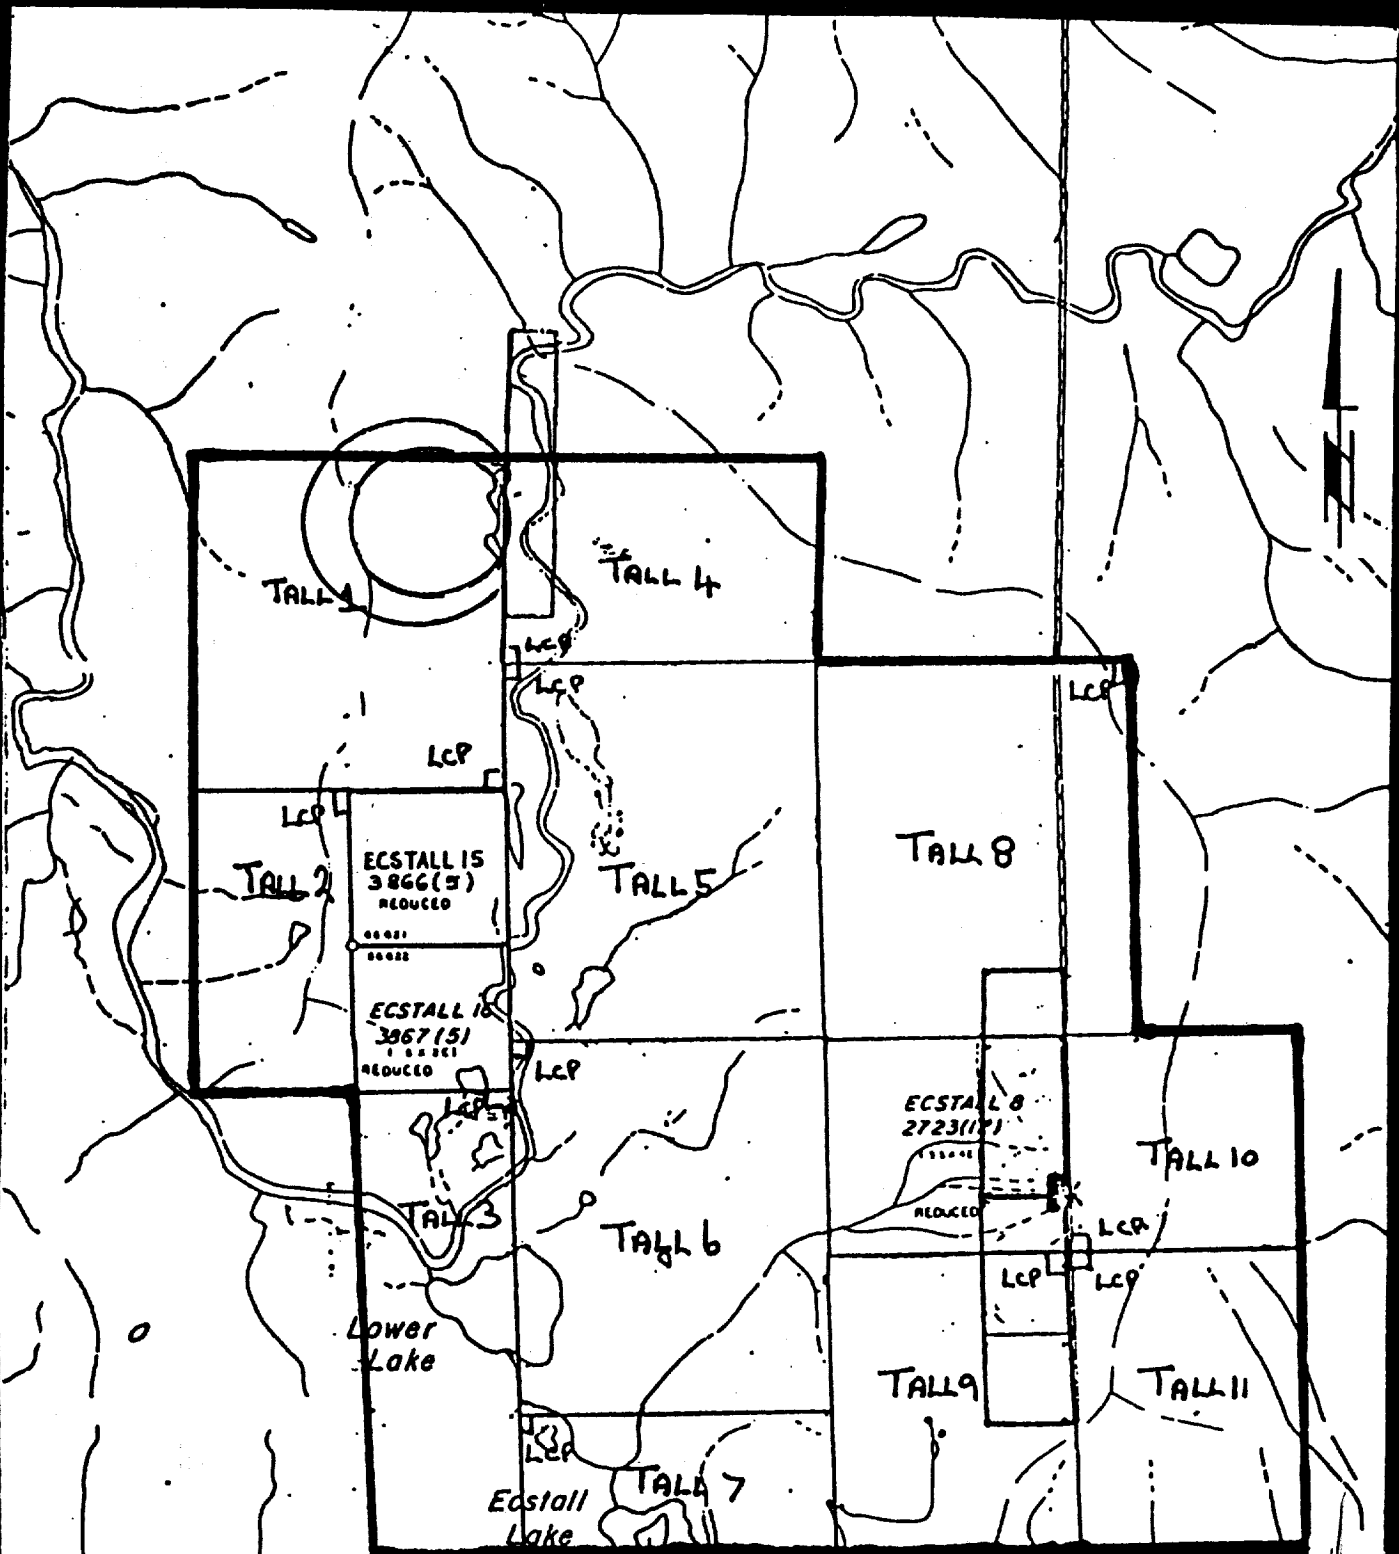 N
TALL 1
TALL 4
LCP
LCP
LCP
LCP
LCP
TALL 2
ECSTALL 15
3866(5)
REDUCED
TALL 5
TALL 8
ECSTALL 16
3867(5)
REDUCED
LCP
LCP
ECSTALL 8
2723(12)
REDUCED
TALL 10
TALL 3
TALL 6
LCP
LCP
LCP
Lower
Lake
TALL 9
TALL 11
LCP
TALL 7
Ecstall
Lake